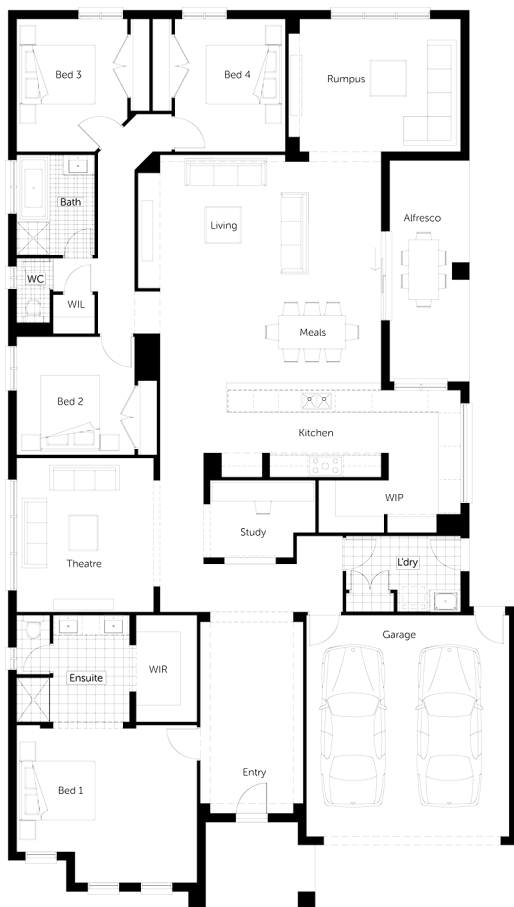 Bed 3
Bed 4
Rumpus
Bath
Living
Alfresco
WC
WIL
Meals
Bed 2
Kitchen
WIP
Study
Theatre
L'dry
Garage
WIR
Ensuite
Entry
Bed 1